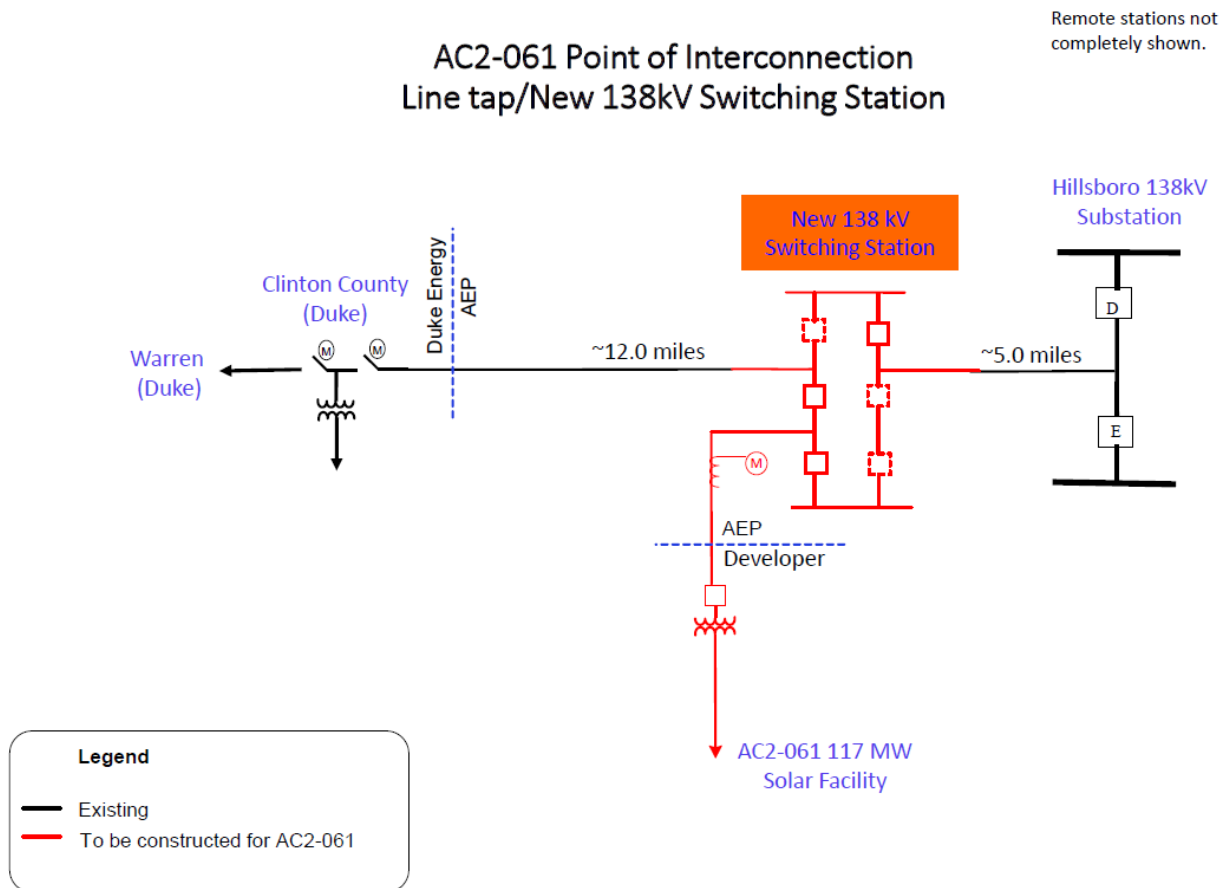 Remote stations not
completely shown.
AC2-061 Point of Interconnection
Line tap/New 138kV Switching Station
Hillsboro 138kV
Substation
New 138 kV
Switching Station
Clinton County
(Duke)
Duke Energy
AEP
Warren
(Duke)
M
M
~12.0 miles
~5.0 miles
D
E
M
AEP
Developer
AC2-061 117 MW
Solar Facility
Legend
Existing
To be constructed for AC2-061